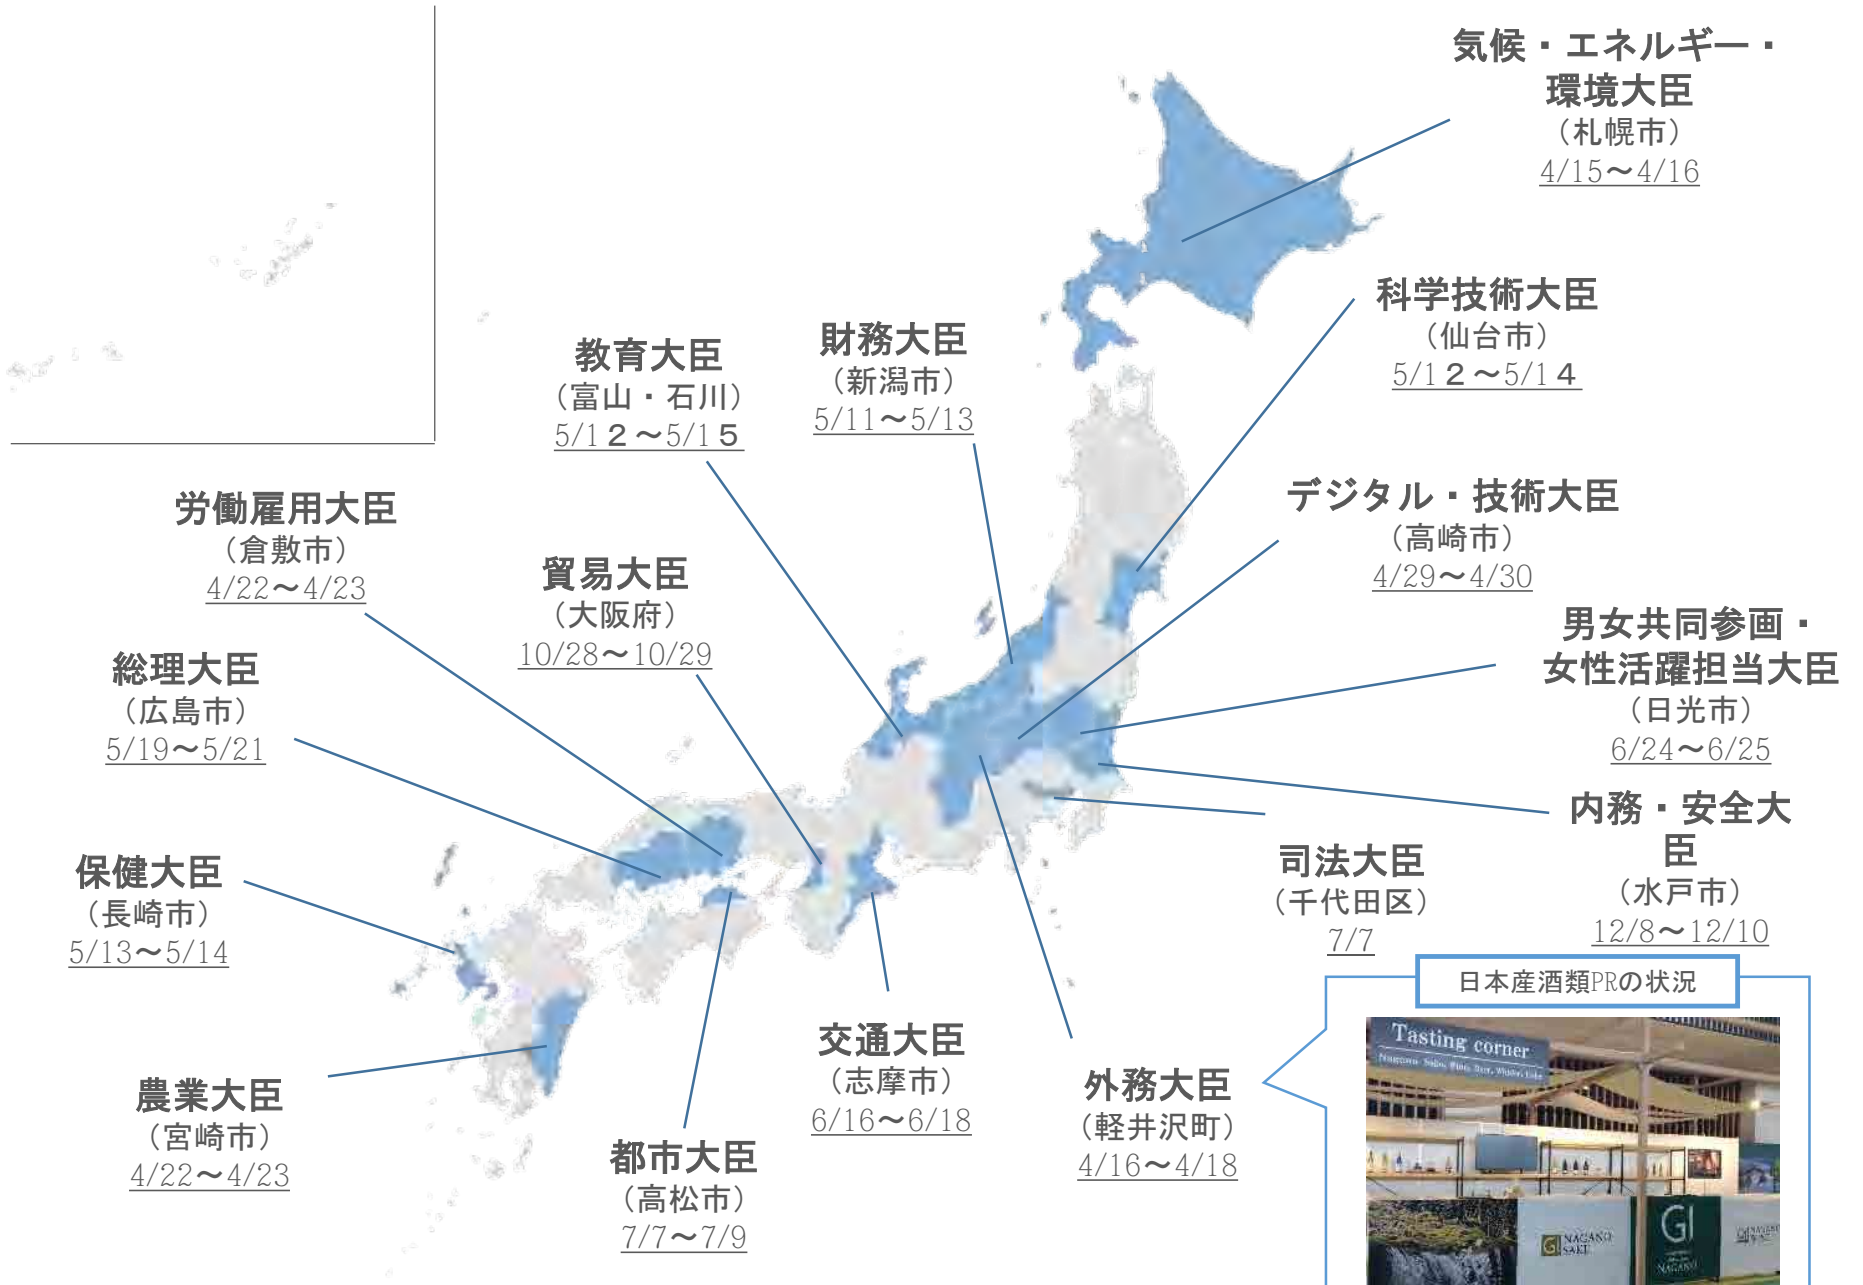 気候・エネルギー・
環境大臣
（札幌市）
4/15～4/16
科学技術大臣
（仙台市）
5/12～5/14
財務大臣
（新潟市）
5/11～5/13
教育大臣
（富山・石川）
5/12～5/15
デジタル・技術大臣
（高崎市）
4/29～4/30
労働雇用大臣
（倉敷市）
4/22～4/23
貿易大臣
（大阪府）
10/28～10/29
男女共同参画・
女性活躍担当大臣
（日光市）
6/24～6/25
総理大臣
（広島市）
5/19～5/21
内務・安全大
臣
（水戸市）
12/8～12/10
司法大臣
（千代田区）
7/7
保健大臣
（長崎市）
5/13～5/14
交通大臣
（志摩市）
6/16～6/18
外務大臣
（軽井沢町）
4/16～4/18
農業大臣
（宮崎市）
4/22～4/23
都市大臣
（高松市）
7/7～7/9
日本産酒類PRの状況
Tasting corner
GI NAGANO
SAKE
GI
NAGANO